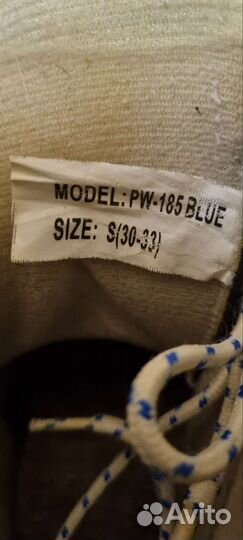 MODEL: PW-185 BLUE
SIZE: S(30-33)
Avito